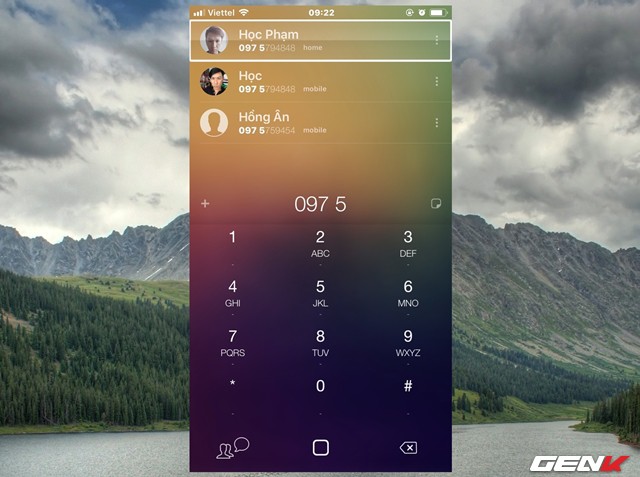 Viettel 09:22
Học Phạm
097 5794848 home
Học
097 5794848 mobile
Hồng Ân
097 5759454 mobile
+ 097 5
1 2 3
ABC DEF
4 5 6
GHI JKL MNO
7 8 9
PQRS TUV WXYZ
* 0 #
GENK